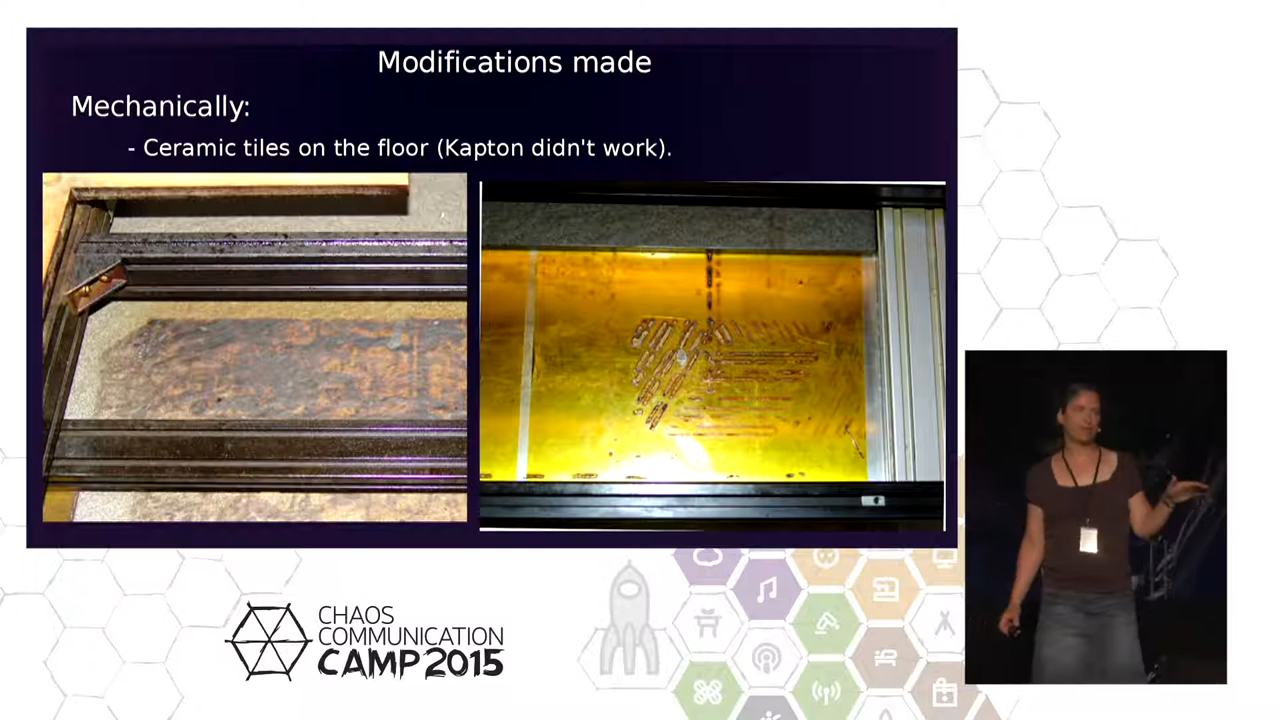 Modifications made
Mechanically:
- Ceramic tiles on the floor (Kapton didn't work).
CHAOS
COMMUNICATION
CAMP 2015